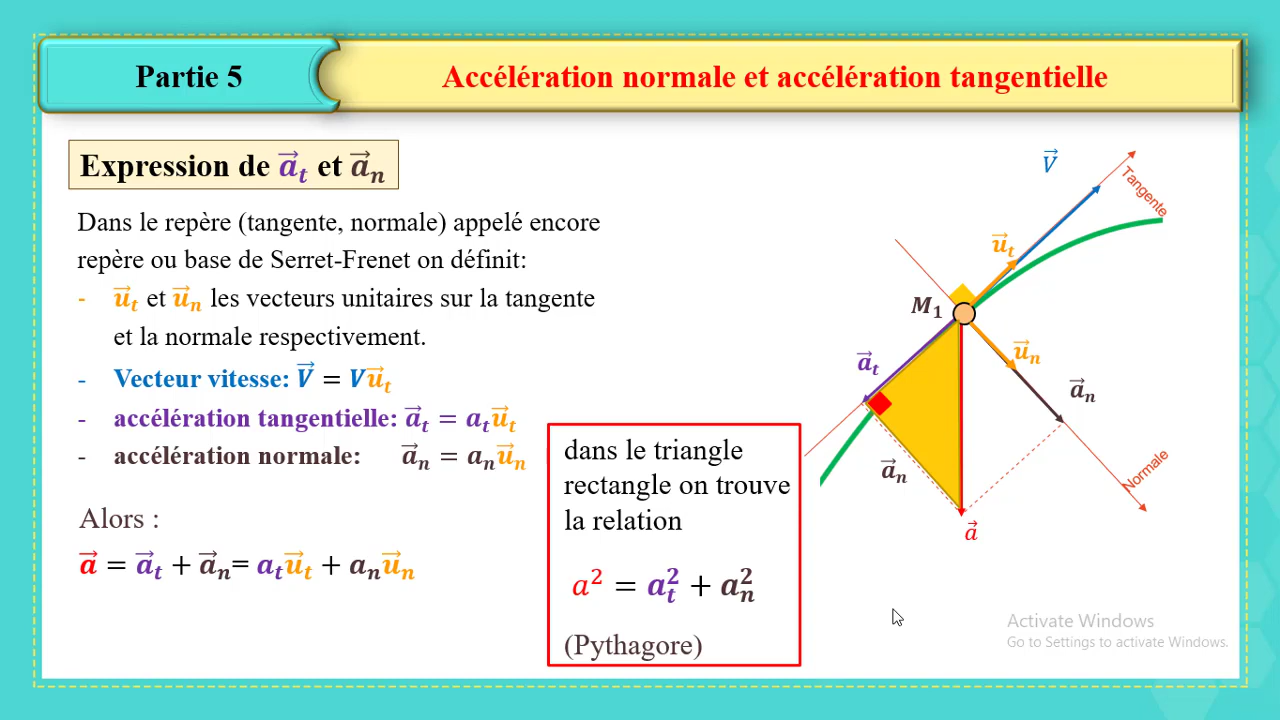 Partie 5
Accélération normale et accélération tangentielle
Expression de a⃗ₜ et a⃗ₙ
Dans le repère (tangente, normale) appelé encore
repère ou base de Serret-Frenet on définit:
- u⃗ₜ et u⃗ₙ les vecteurs unitaires sur la tangente
et la normale respectivement.
- Vecteur vitesse: V⃗ = Vu⃗ₜ
- accélération tangentielle: a⃗ₜ = aₜu⃗ₜ
- accélération normale: a⃗ₙ = aₙu⃗ₙ
Alors :
a⃗ = a⃗ₜ + a⃗ₙ= aₜu⃗ₜ + aₙu⃗ₙ
dans le triangle
rectangle on trouve
la relation
a² = aₜ² + aₙ²
(Pythagore)
V⃗
Tangente
u⃗ₜ
M₁
u⃗ₙ
a⃗ₜ
a⃗ₙ
a⃗ₙ
Normale
a⃗
Activate Windows
Go to Settings to activate Windows.